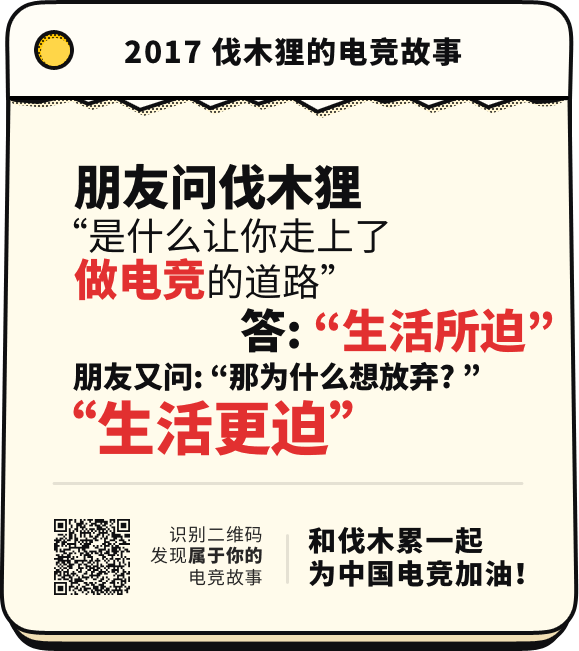 2017 伐木狸的电竞故事
朋友问伐木狸
“是什么让你走上了
做电竞的道路”
答: “生活所迫”
朋友又问: “那为什么想放弃? ”
“生活更迫”
识别二维码
发现属于你的
电竞故事
和伐木累一起
为中国电竞加油!